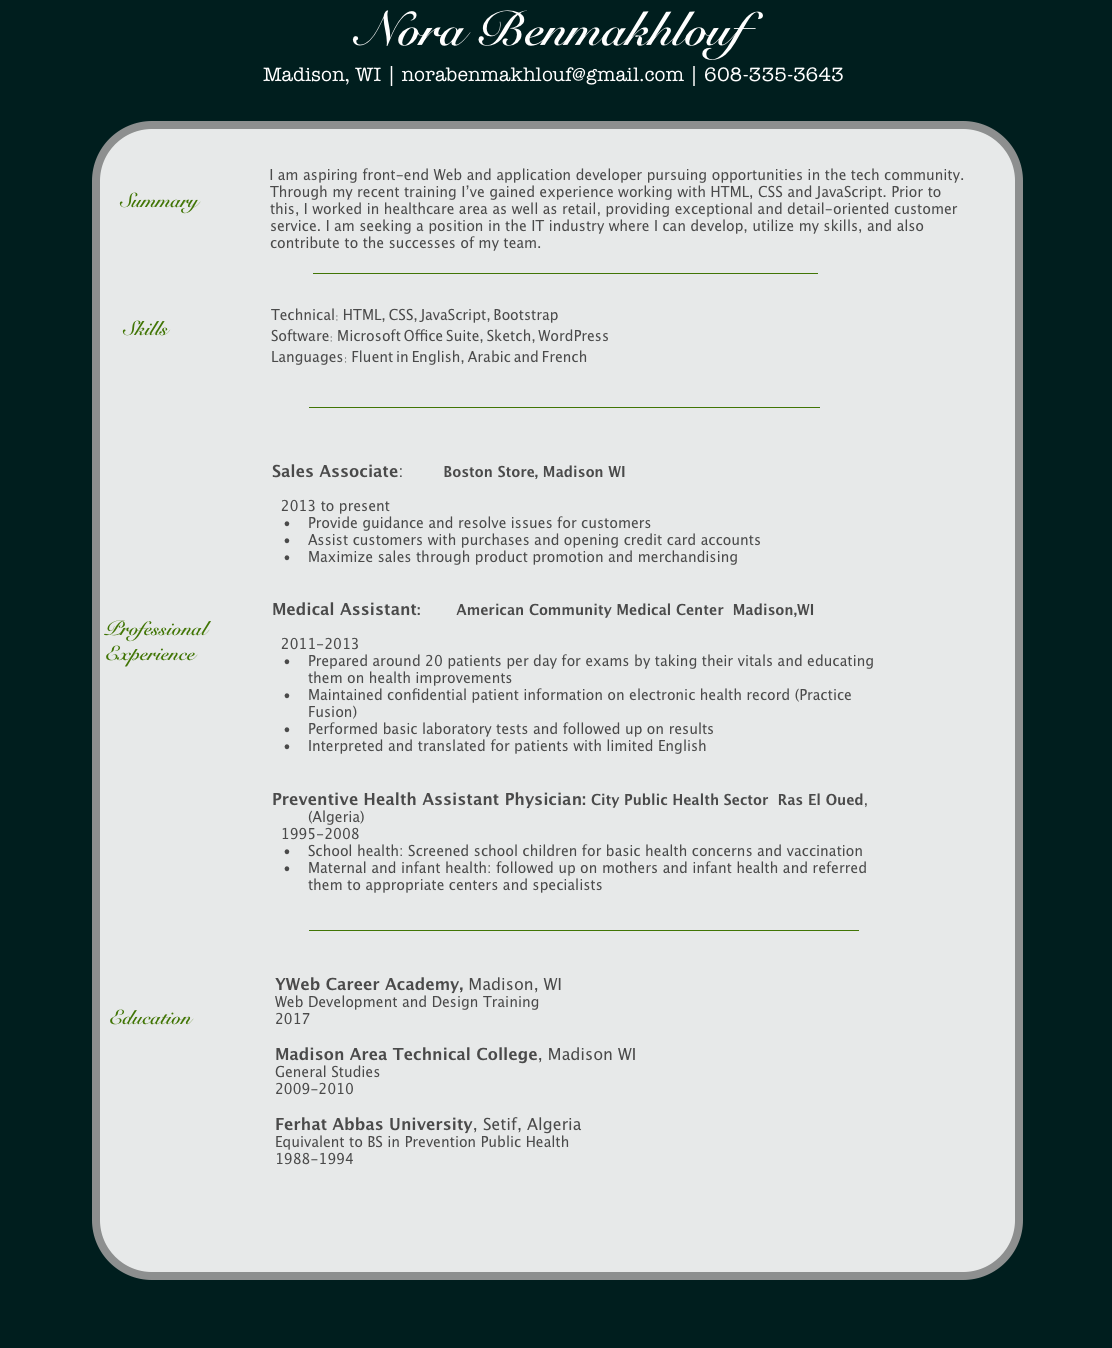 Nora Benmakhlouf
Madison, WI | norabenmakhlouf@gmail.com | 608-335-3643
Summary
I am aspiring front-end Web and application developer pursuing opportunities in the tech community.
Through my recent training I've gained experience working with HTML, CSS and JavaScript. Prior to
this, I worked in healthcare area as well as retail, providing exceptional and detail-oriented customer
service. I am seeking a position in the IT industry where I can develop, utilize my skills, and also
contribute to the successes of my team.
Skills
Technical: HTML, CSS, JavaScript, Bootstrap
Software: Microsoft Office Suite, Sketch, WordPress
Languages: Fluent in English, Arabic and French
Professional
Experience
Sales Associate: Boston Store, Madison WI
2013 to present
• Provide guidance and resolve issues for customers
• Assist customers with purchases and opening credit card accounts
• Maximize sales through product promotion and merchandising
Medical Assistant: American Community Medical Center Madison,WI
2011-2013
• Prepared around 20 patients per day for exams by taking their vitals and educating
them on health improvements
• Maintained confidential patient information on electronic health record (Practice
Fusion)
• Performed basic laboratory tests and followed up on results
• Interpreted and translated for patients with limited English
Preventive Health Assistant Physician: City Public Health Sector Ras El Oued,
(Algeria)
1995-2008
• School health: Screened school children for basic health concerns and vaccination
• Maternal and infant health: followed up on mothers and infant health and referred
them to appropriate centers and specialists
Education
YWeb Career Academy, Madison, WI
Web Development and Design Training
2017
Madison Area Technical College, Madison WI
General Studies
2009-2010
Ferhat Abbas University, Setif, Algeria
Equivalent to BS in Prevention Public Health
1988-1994